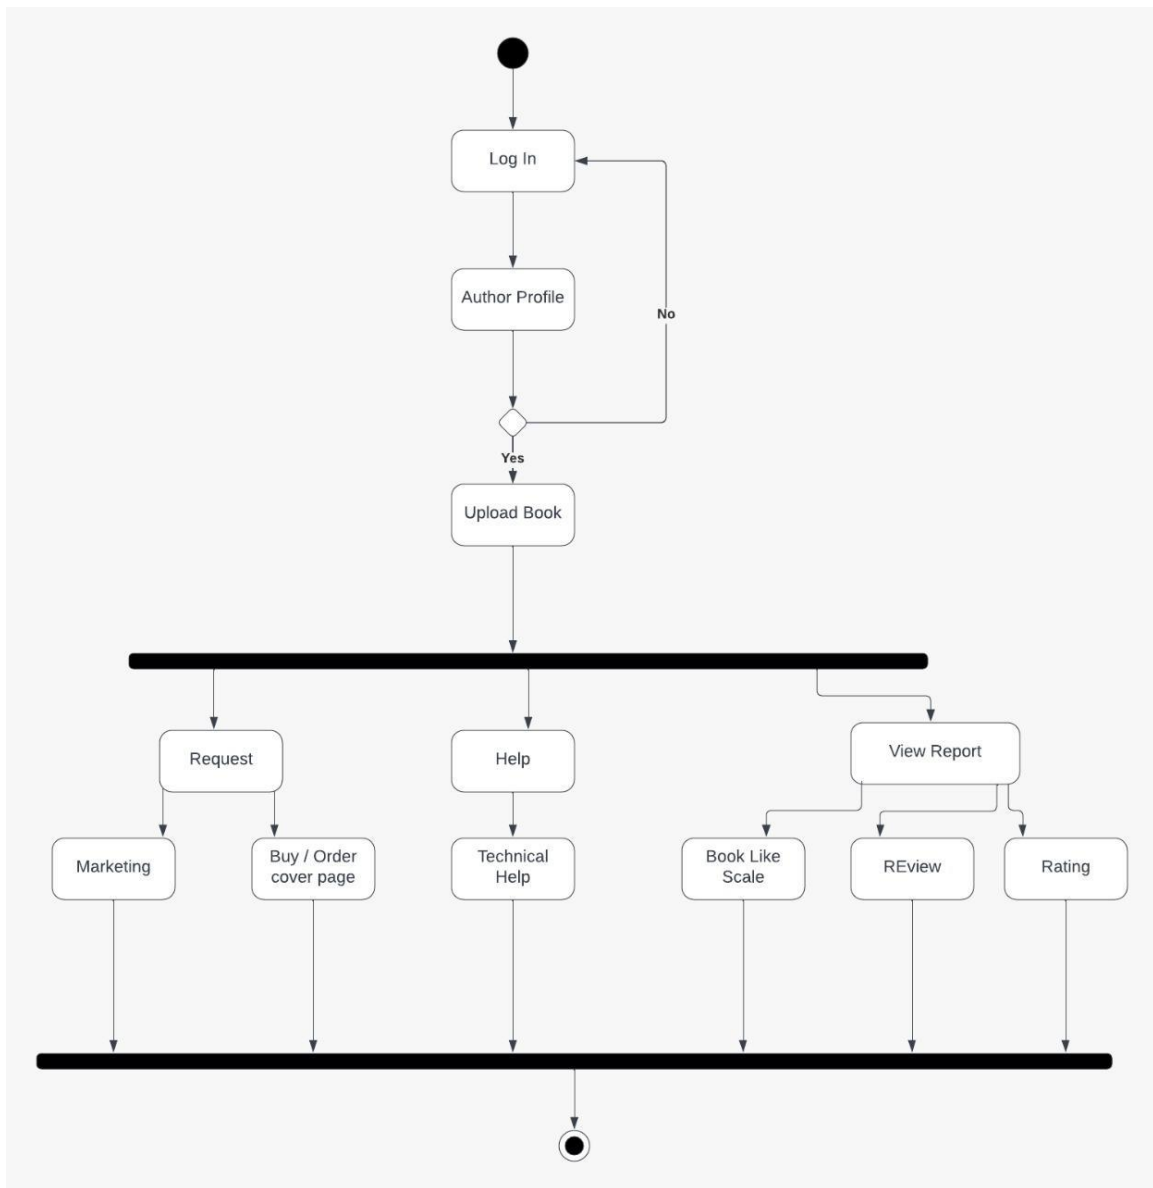 Log In
Author Profile
No
Yes
Upload Book
Request
Help
View Report
Marketing
Buy / Order
cover page
Technical
Help
Book Like
Scale
REview
Rating